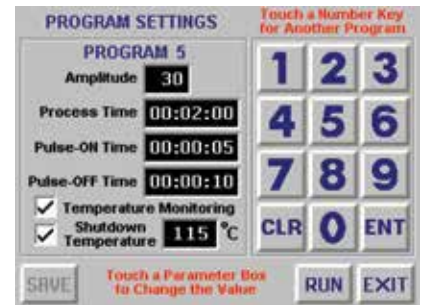 PROGRAM SETTINGS
Touch a Number Key
for Another Program
PROGRAM 5
Amplitude 30
Process Time 00:02:00
Pulse-ON Time 00:00:05
Pulse-OFF Time 00:00:10
Temperature Monitoring
Shutdown
Temperature 115 °C
1 2 3
4 5 6
7 8 9
CLR 0 ENT
SAVE
Touch a Parameter Box
to Change the Value
RUN EXIT